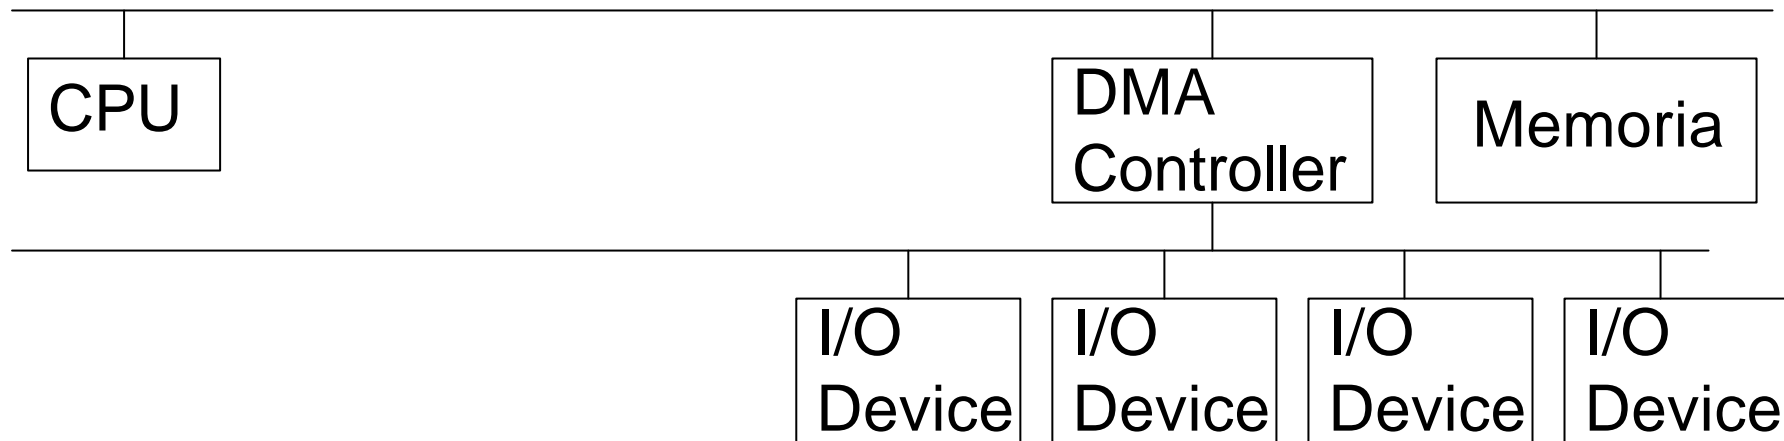 CPU
DMA
Controller
Memoria
I/O
Device
I/O
Device
I/O
Device
I/O
Device